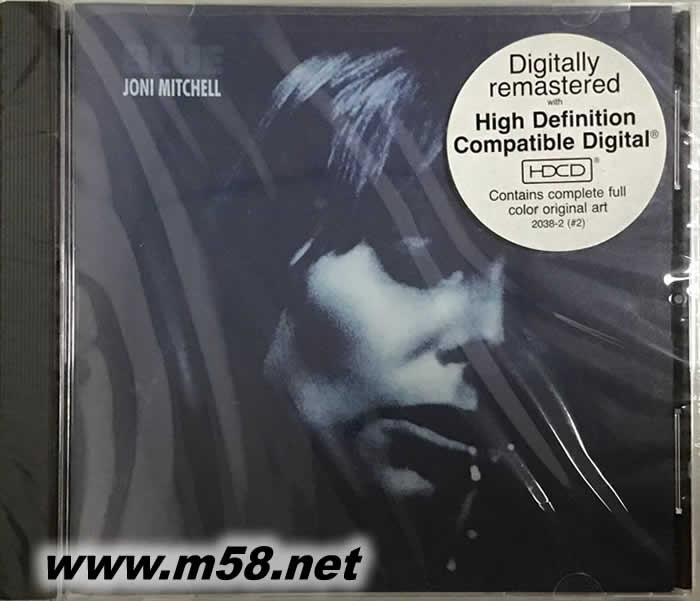 BLUE
JONI MITCHELL
Digitally
remastered
with
High Definition
Compatible Digital®
HDCD®
Contains complete full
color original art
2038-2 (#2)
www.m58.net